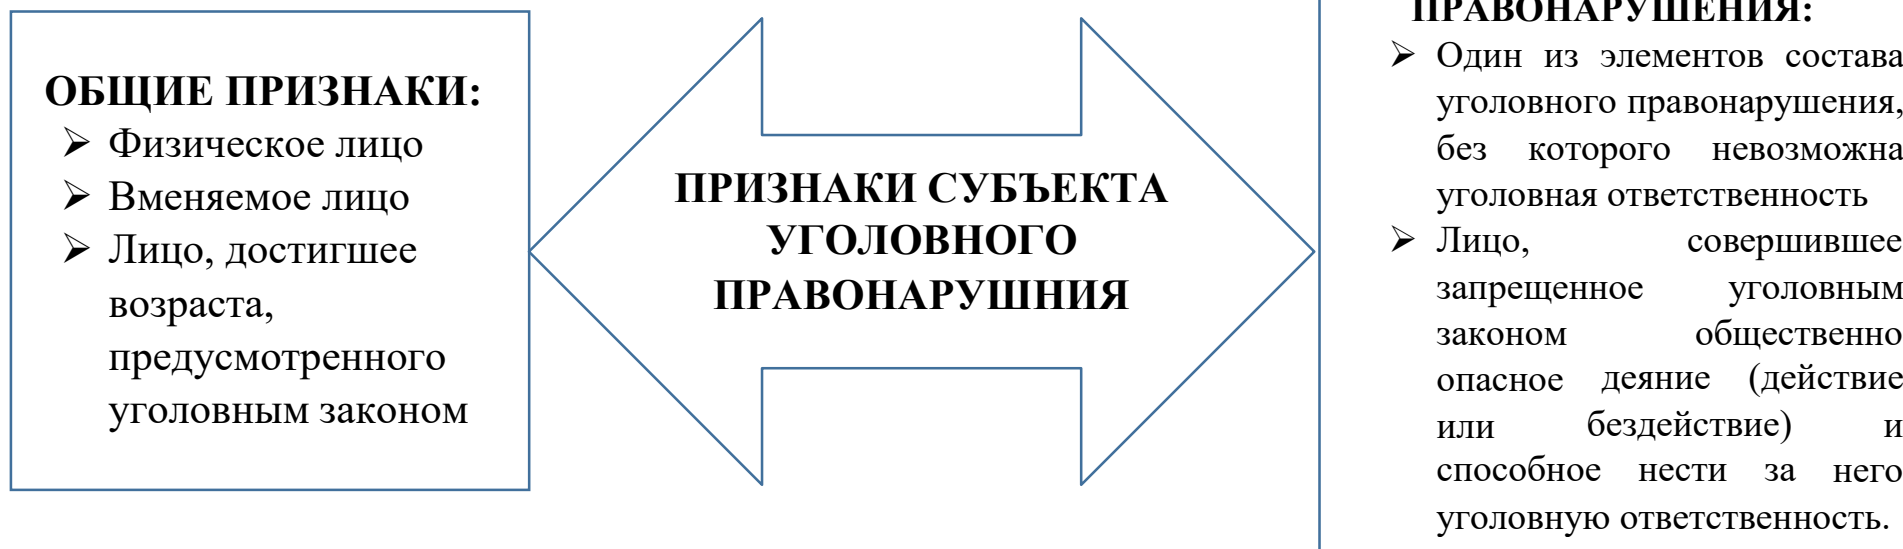 ОБЩИЕ ПРИЗНАКИ:
➢ Физическое лицо
➢ Вменяемое лицо
➢ Лицо, достигшее
возраста,
предусмотренного
уголовным законом
ПРИЗНАКИ СУБЪЕКТА
УГОЛОВНОГО
ПРАВОНАРУШНИЯ
ПРАВОНАРУШЕНИЯ:
➢ Один из элементов состава
уголовного правонарушения,
без которого невозможна
уголовная ответственность
➢ Лицо, совершившее
запрещенное уголовным
законом общественно
опасное деяние (действие
или бездействие) и
способное нести за него
уголовную ответственность.